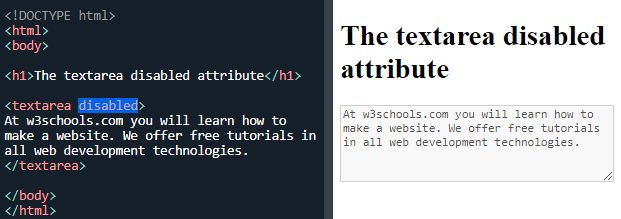 <!DOCTYPE html>
<html>
<body>
<h1>The textarea disabled attribute</h1>
<textarea disabled>
At w3schools.com you will learn how to
make a website. We offer free tutorials in
all web development technologies.
</textarea>
</body>
</html>
The textarea disabled
attribute
At w3schools.com you will learn how to
make a website. We offer free tutorials
in all web development technologies.